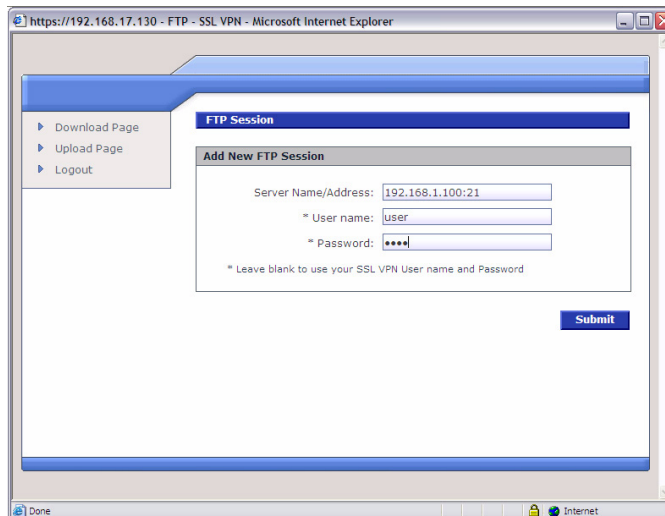 https://192.168.17.130 - FTP - SSL VPN - Microsoft Internet Explorer
Download Page
Upload Page
Logout
FTP Session
Add New FTP Session
Server Name/Address: 192.168.1.100:21
* User name: user
* Password: ••••
* Leave blank to use your SSL VPN User name and Password
Submit
Done
Internet